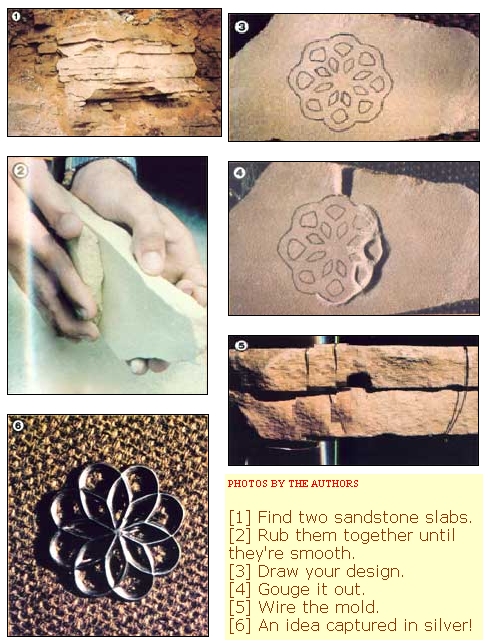 1
3
2
4
5
6
PHOTOS BY THE AUTHORS
[1] Find two sandstone slabs.
[2] Rub them together until
they're smooth.
[3] Draw your design.
[4] Gouge it out.
[5] Wire the mold.
[6] An idea captured in silver!